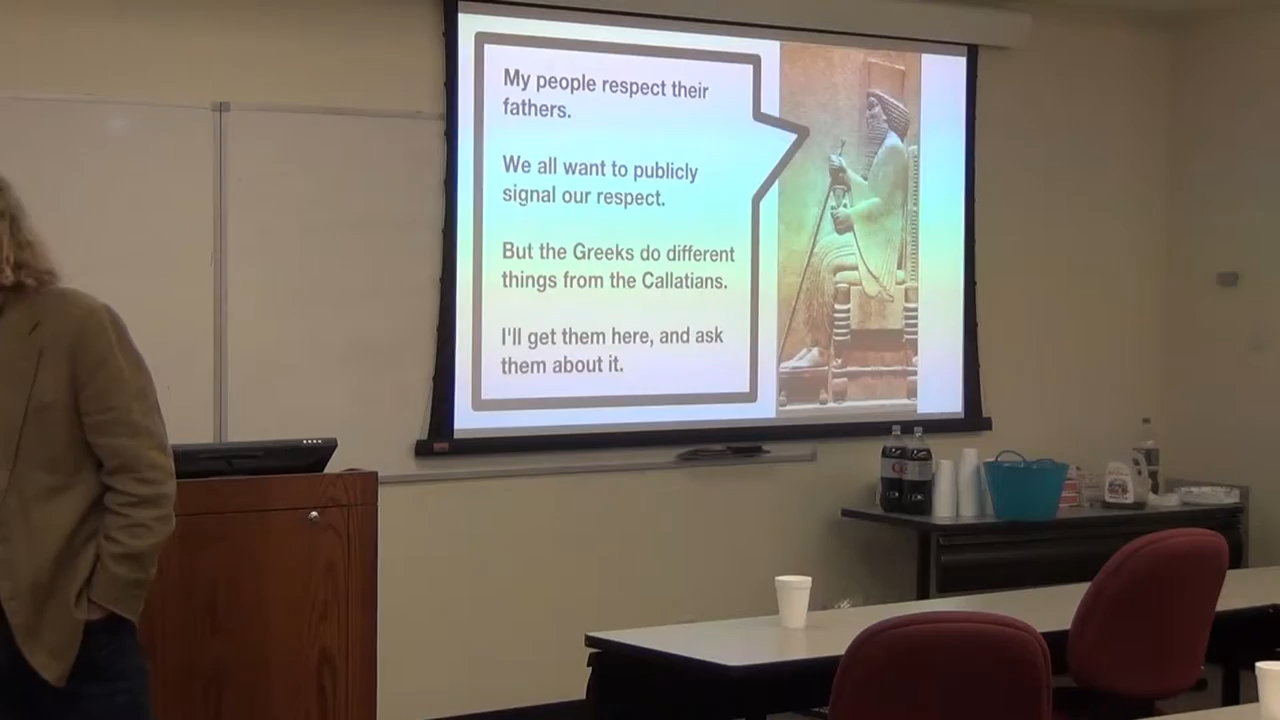 My people respect their
fathers.
We all want to publicly
signal our respect.
But the Greeks do different
things from the Callatians.
I'll get them here, and ask
them about it.